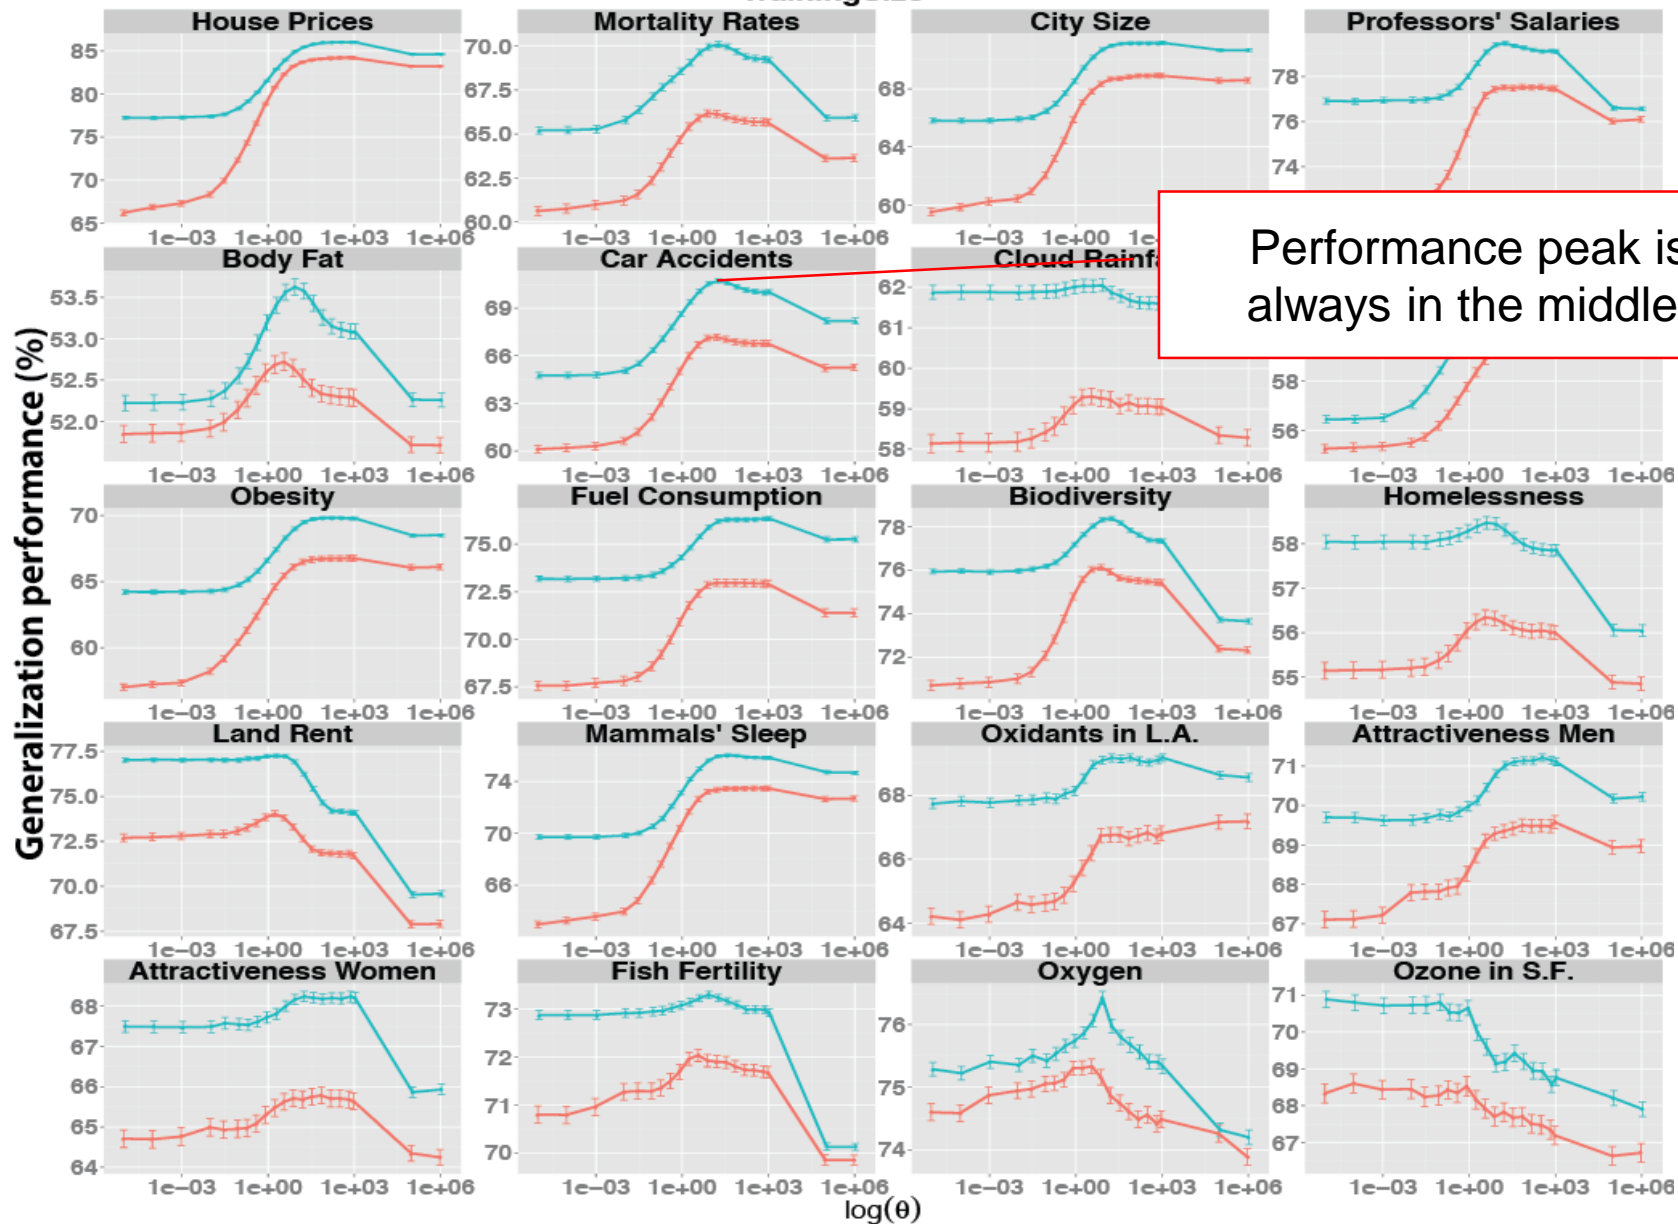 House Prices
Mortality Rates
City Size
Professors' Salaries
85
80
75
70
65
70.0
67.5
65.0
62.5
60.0
68
64
60
78
76
74
1e-03 1e+00 1e+03 1e+06
1e-03 1e+00 1e+03 1e+06
1e-03 1e+00
Performance peak is
always in the middle
Body Fat
Car Accidents
53.5
53.0
52.5
52.0
69
66
63
60
62
61
60
59
58
58
56
1e-03 1e+00 1e+03 1e+06
1e-03 1e+00 1e+03 1e+06
1e-03 1e+00 1e+03 1e+06
1e-03 1e+00 1e+03 1e+06
Generalization performance (%)
Obesity
Fuel Consumption
Biodiversity
Homelessness
70
65
60
75.0
72.5
70.0
67.5
78
76
74
72
58
57
56
55
1e-03 1e+00 1e+03 1e+06
1e-03 1e+00 1e+03 1e+06
1e-03 1e+00 1e+03 1e+06
1e-03 1e+00 1e+03 1e+06
Land Rent
Mammals' Sleep
Oxidants in L.A.
Attractiveness Men
77.5
75.0
72.5
70.0
67.5
74
70
66
68
66
64
71
70
69
68
67
1e-03 1e+00 1e+03 1e+06
1e-03 1e+00 1e+03 1e+06
1e-03 1e+00 1e+03 1e+06
1e-03 1e+00 1e+03 1e+06
Attractiveness Women
Fish Fertility
Oxygen
Ozone in S.F.
68
67
66
65
64
73
72
71
70
76
75
74
71
70
69
68
67
1e-03 1e+00 1e+03 1e+06
1e-03 1e+00 1e+03 1e+06
1e-03 1e+00 1e+03 1e+06
1e-03 1e+00 1e+03 1e+06
log(θ)